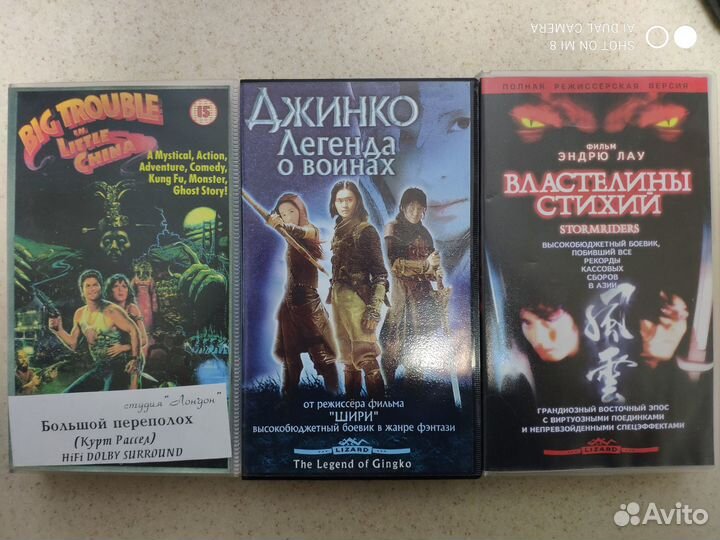 SHOT ON MI 8
AI DUAL CAMERA
BIG TROUBLE
IN
LITTLE
CHINA
15
A Mystical, Action,
Adventure, Comedy,
Kung Fu, Monster,
Ghost Story!
студия "Лондон"
Большой переполох
(Курт Рассел)
HiFi DOLBY SURROUND
ДЖИНКО
Легенда
о воинах
от режиссёра фильма
"ШИРИ"
высокобюджетный боевик в жанре фэнтази
LIZARD
The Legend of Gingko
ПОЛНАЯ РЕЖИССЕРСКАЯ ВЕРСИЯ
ФИЛЬМ
ЭНДРЮ ЛАУ
ВЛАСТЕЛИНЫ
СТИХИЙ
STORMRIDERS
ВЫСОКОБЮДЖЕТНЫЙ БОЕВИК,
ПОБИВШИЙ ВСЕ
РЕКОРДЫ
КАССОВЫХ
СБОРОВ
В АЗИИ
風
雲
ГРАНДИОЗНЫЙ ВОСТОЧНЫЙ ЭПОС
С ВИРТУОЗНЫМИ ПОЕДИНКАМИ
И НЕПРЕВЗОЙДЕННЫМИ СПЕЦЭФФЕКТАМИ
LIZARD
Avito